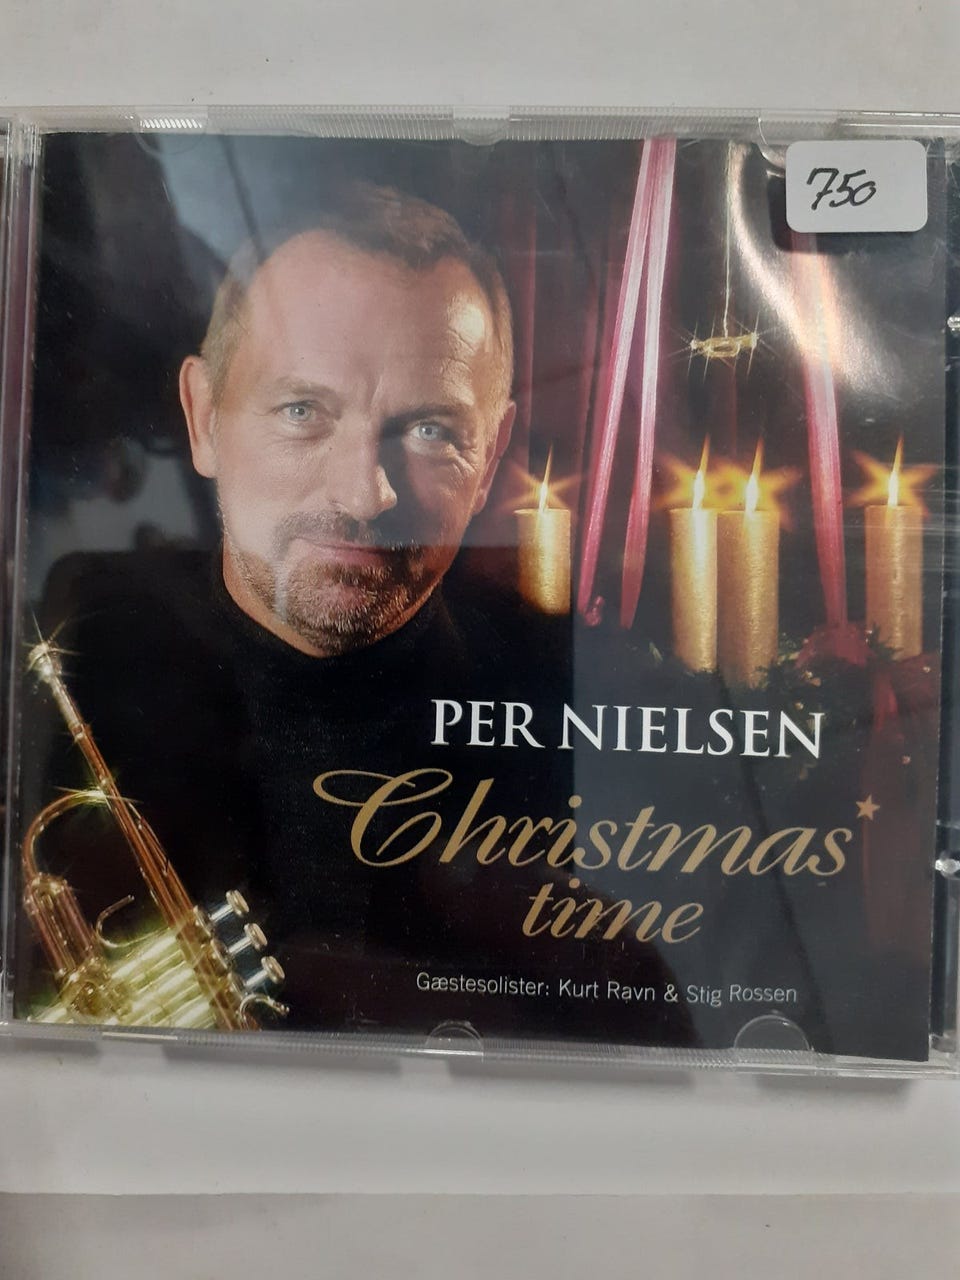 750
PER NIELSEN
Christmas
time
Gæstesolister: Kurt Ravn & Stig Rossen